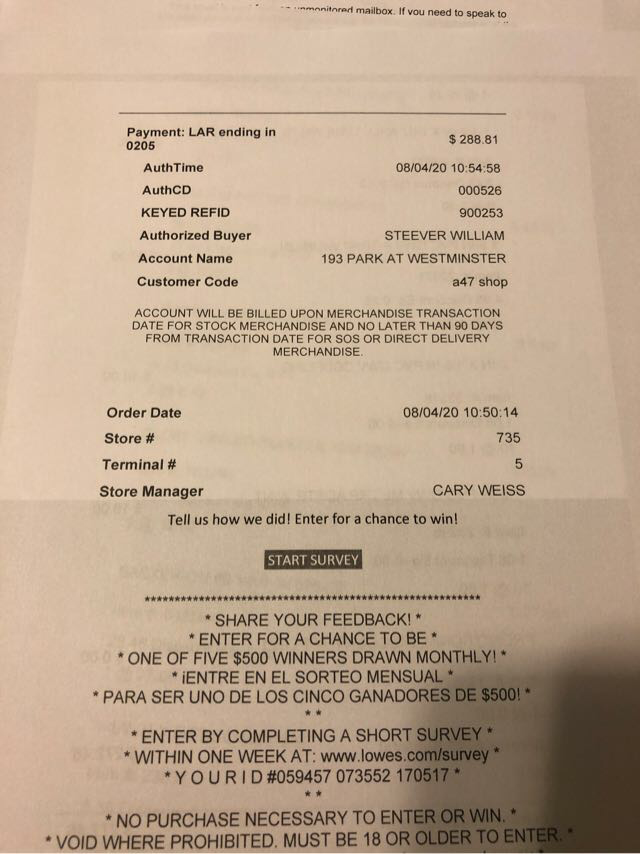 unmonitored mailbox. If you need to speak to
Payment: LAR ending in
0205 $ 288.81
AuthTime 08/04/20 10:54:58
AuthCD 000526
KEYED REFID 900253
Authorized Buyer STEEVER WILLIAM
Account Name 193 PARK AT WESTMINSTER
Customer Code a47 shop
ACCOUNT WILL BE BILLED UPON MERCHANDISE TRANSACTION
DATE FOR STOCK MERCHANDISE AND NO LATER THAN 90 DAYS
FROM TRANSACTION DATE FOR SOS OR DIRECT DELIVERY
MERCHANDISE.
Order Date 08/04/20 10:50:14
Store # 735
Terminal # 5
Store Manager CARY WEISS
Tell us how we did! Enter for a chance to win!
START SURVEY
*********************************************************
* SHARE YOUR FEEDBACK! *
* ENTER FOR A CHANCE TO BE *
* ONE OF FIVE $500 WINNERS DRAWN MONTHLY! *
* ¡ENTRE EN EL SORTEO MENSUAL *
* PARA SER UNO DE LOS CINCO GANADORES DE $500! *
* *
* ENTER BY COMPLETING A SHORT SURVEY *
* WITHIN ONE WEEK AT: www.lowes.com/survey *
* Y O U R I D #059457 073552 170517 *
* *
* NO PURCHASE NECESSARY TO ENTER OR WIN. *
* VOID WHERE PROHIBITED. MUST BE 18 OR OLDER TO ENTER. *